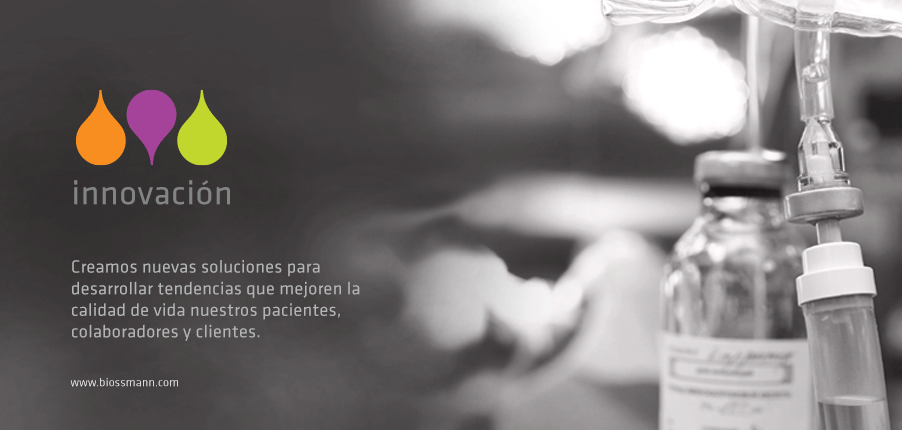 innovación
Creamos nuevas soluciones para
desarrollar tendencias que mejoren la
calidad de vida nuestros pacientes,
colaboradores y clientes.
www.biossmann.com